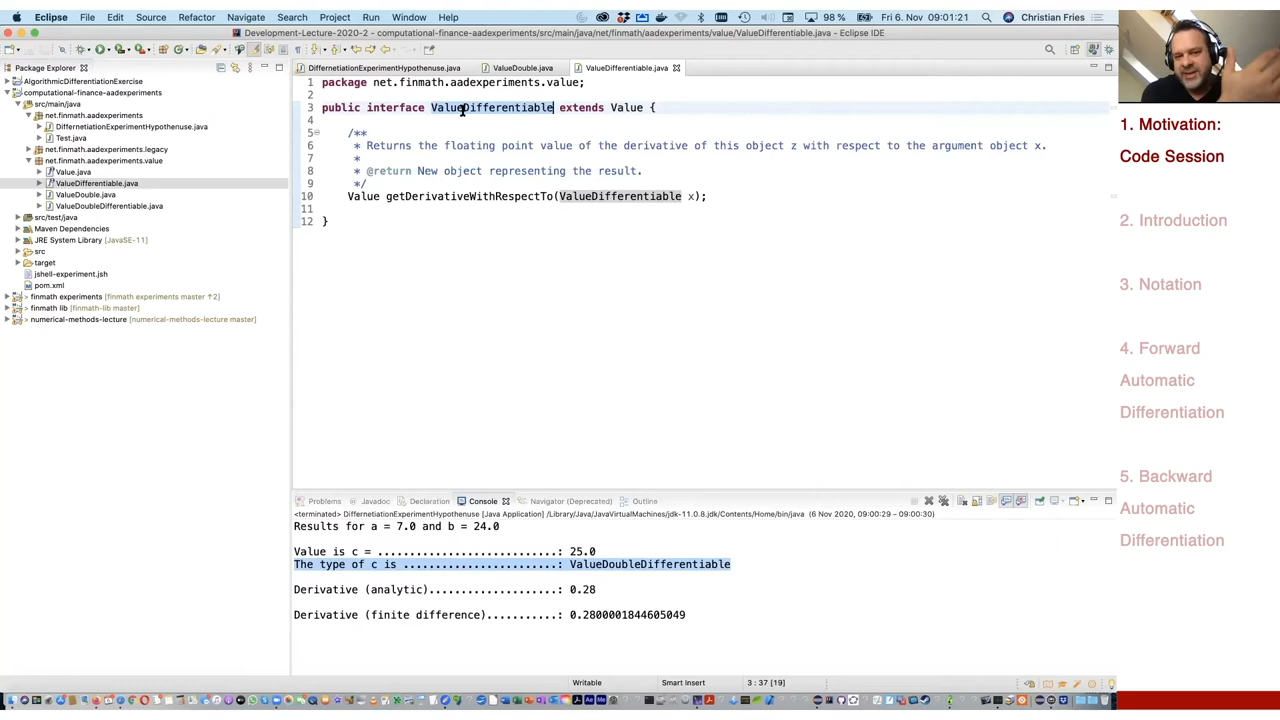 Eclipse File Edit Source Refactor Navigate Search Project Run Window Help 98 % Fri 6. Nov 09:01:21 Christian Fries
Development-Lecture-2020-2 - computational-finance-aadexperiments/src/main/java/net/finmath/aadexperiments/value/ValueDifferentiable.java - Eclipse IDE
Package Explorer
AlgorithmicDifferentiationExercise
computational-finance-aadexperiments
src/main/java
net.finmath.aadexperiments
DiffernetiationExperimentHypothenuse.java
Test.java
net.finmath.aadexperiments.legacy
net.finmath.aadexperiments.value
Value.java
ValueDifferentiable.java
ValueDouble.java
ValueDoubleDifferentiable.java
src/test/java
Maven Dependencies
JRE System Library [JavaSE-11]
src
target
jshell-experiment.jsh
pom.xml
> finmath experiments [finmath experiments master ↑2]
> finmath lib [finmath-lib master]
> numerical-methods-lecture [numerical-methods-lecture master]
DiffernetiationExperimentHypothenuse.java ValueDouble.java ValueDifferentiable.java
1 package net.finmath.aadexperiments.value;
2
3 public interface ValueDifferentiable extends Value {
4
5 /**
6 * Returns the floating point value of the derivative of this object z with respect to the argument object x.
7 *
8 * @return New object representing the result.
9 */
10 Value getDerivativeWithRespectTo(ValueDifferentiable x);
11
12 }
Problems Javadoc Declaration Console Navigator (Deprecated) Outline
<terminated> DiffernetiationExperimentHypothenuse [Java Application] /Library/Java/JavaVirtualMachines/jdk-11.0.8.jdk/Contents/Home/bin/java (6 Nov 2020, 09:00:29 – 09:00:30)
Results for a = 7.0 and b = 24.0
Value is c = ............................: 25.0
The type of c is ........................: ValueDoubleDifferentiable
Derivative (analytic)....................: 0.28
Derivative (finite difference)...........: 0.2800001844605049
Writable Smart Insert 3 : 37 [19]
1. Motivation:
Code Session
2. Introduction
3. Notation
4. Forward
Automatic
Differentiation
5. Backward
Automatic
Differentiation